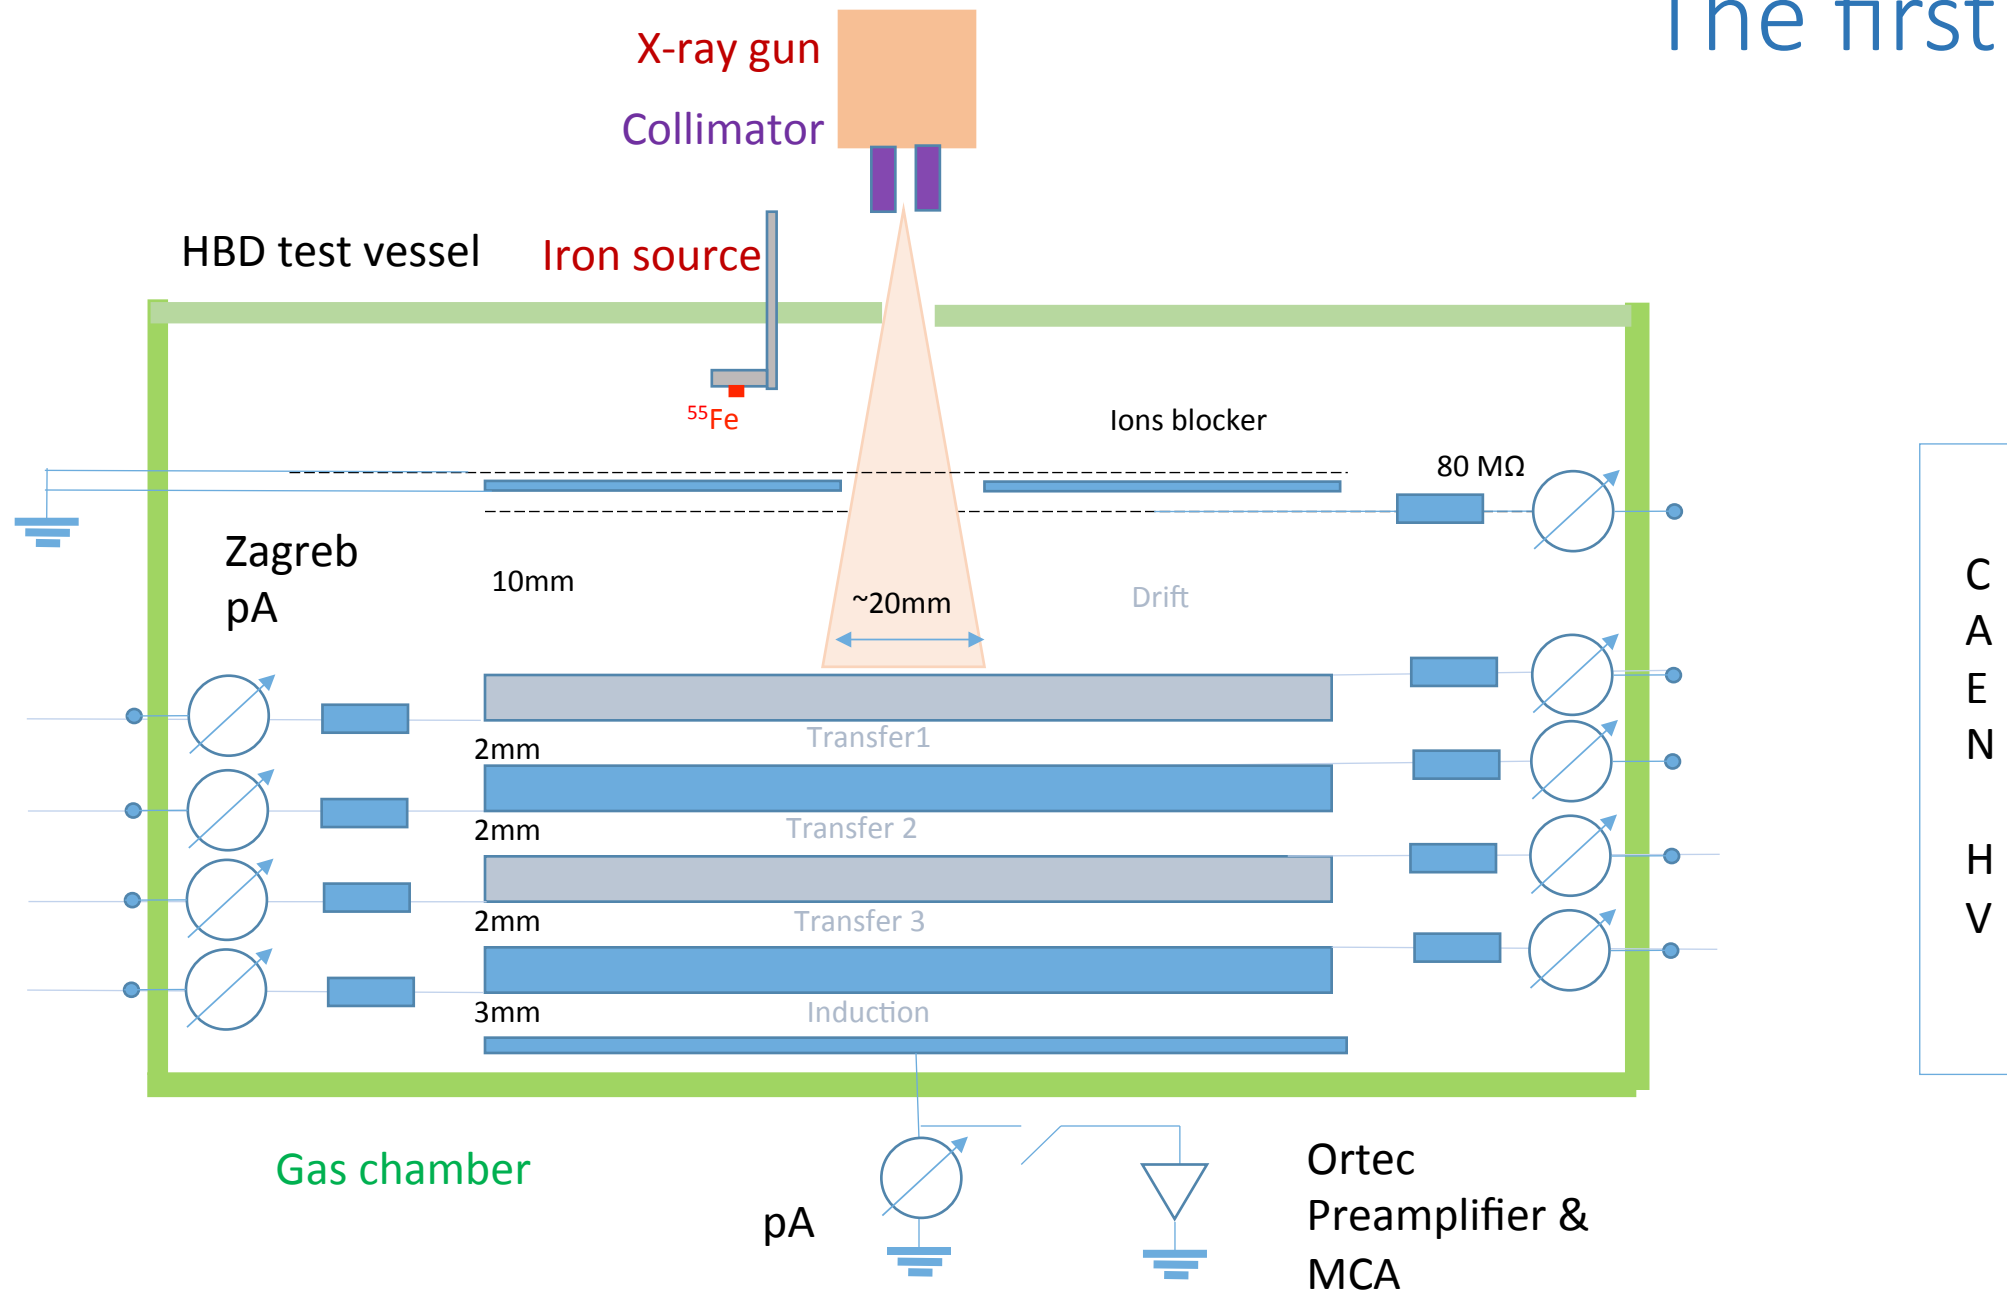 The first
X-ray gun
Collimator
HBD test vessel
Iron source
55Fe
Ions blocker
80 MΩ
Zagreb
pA
10mm
~20mm
Drift
2mm
Transfer1
2mm
Transfer 2
2mm
Transfer 3
3mm
Induction
C
A
E
N
H
V
Gas chamber
pA
Ortec
Preamplifier &
MCA